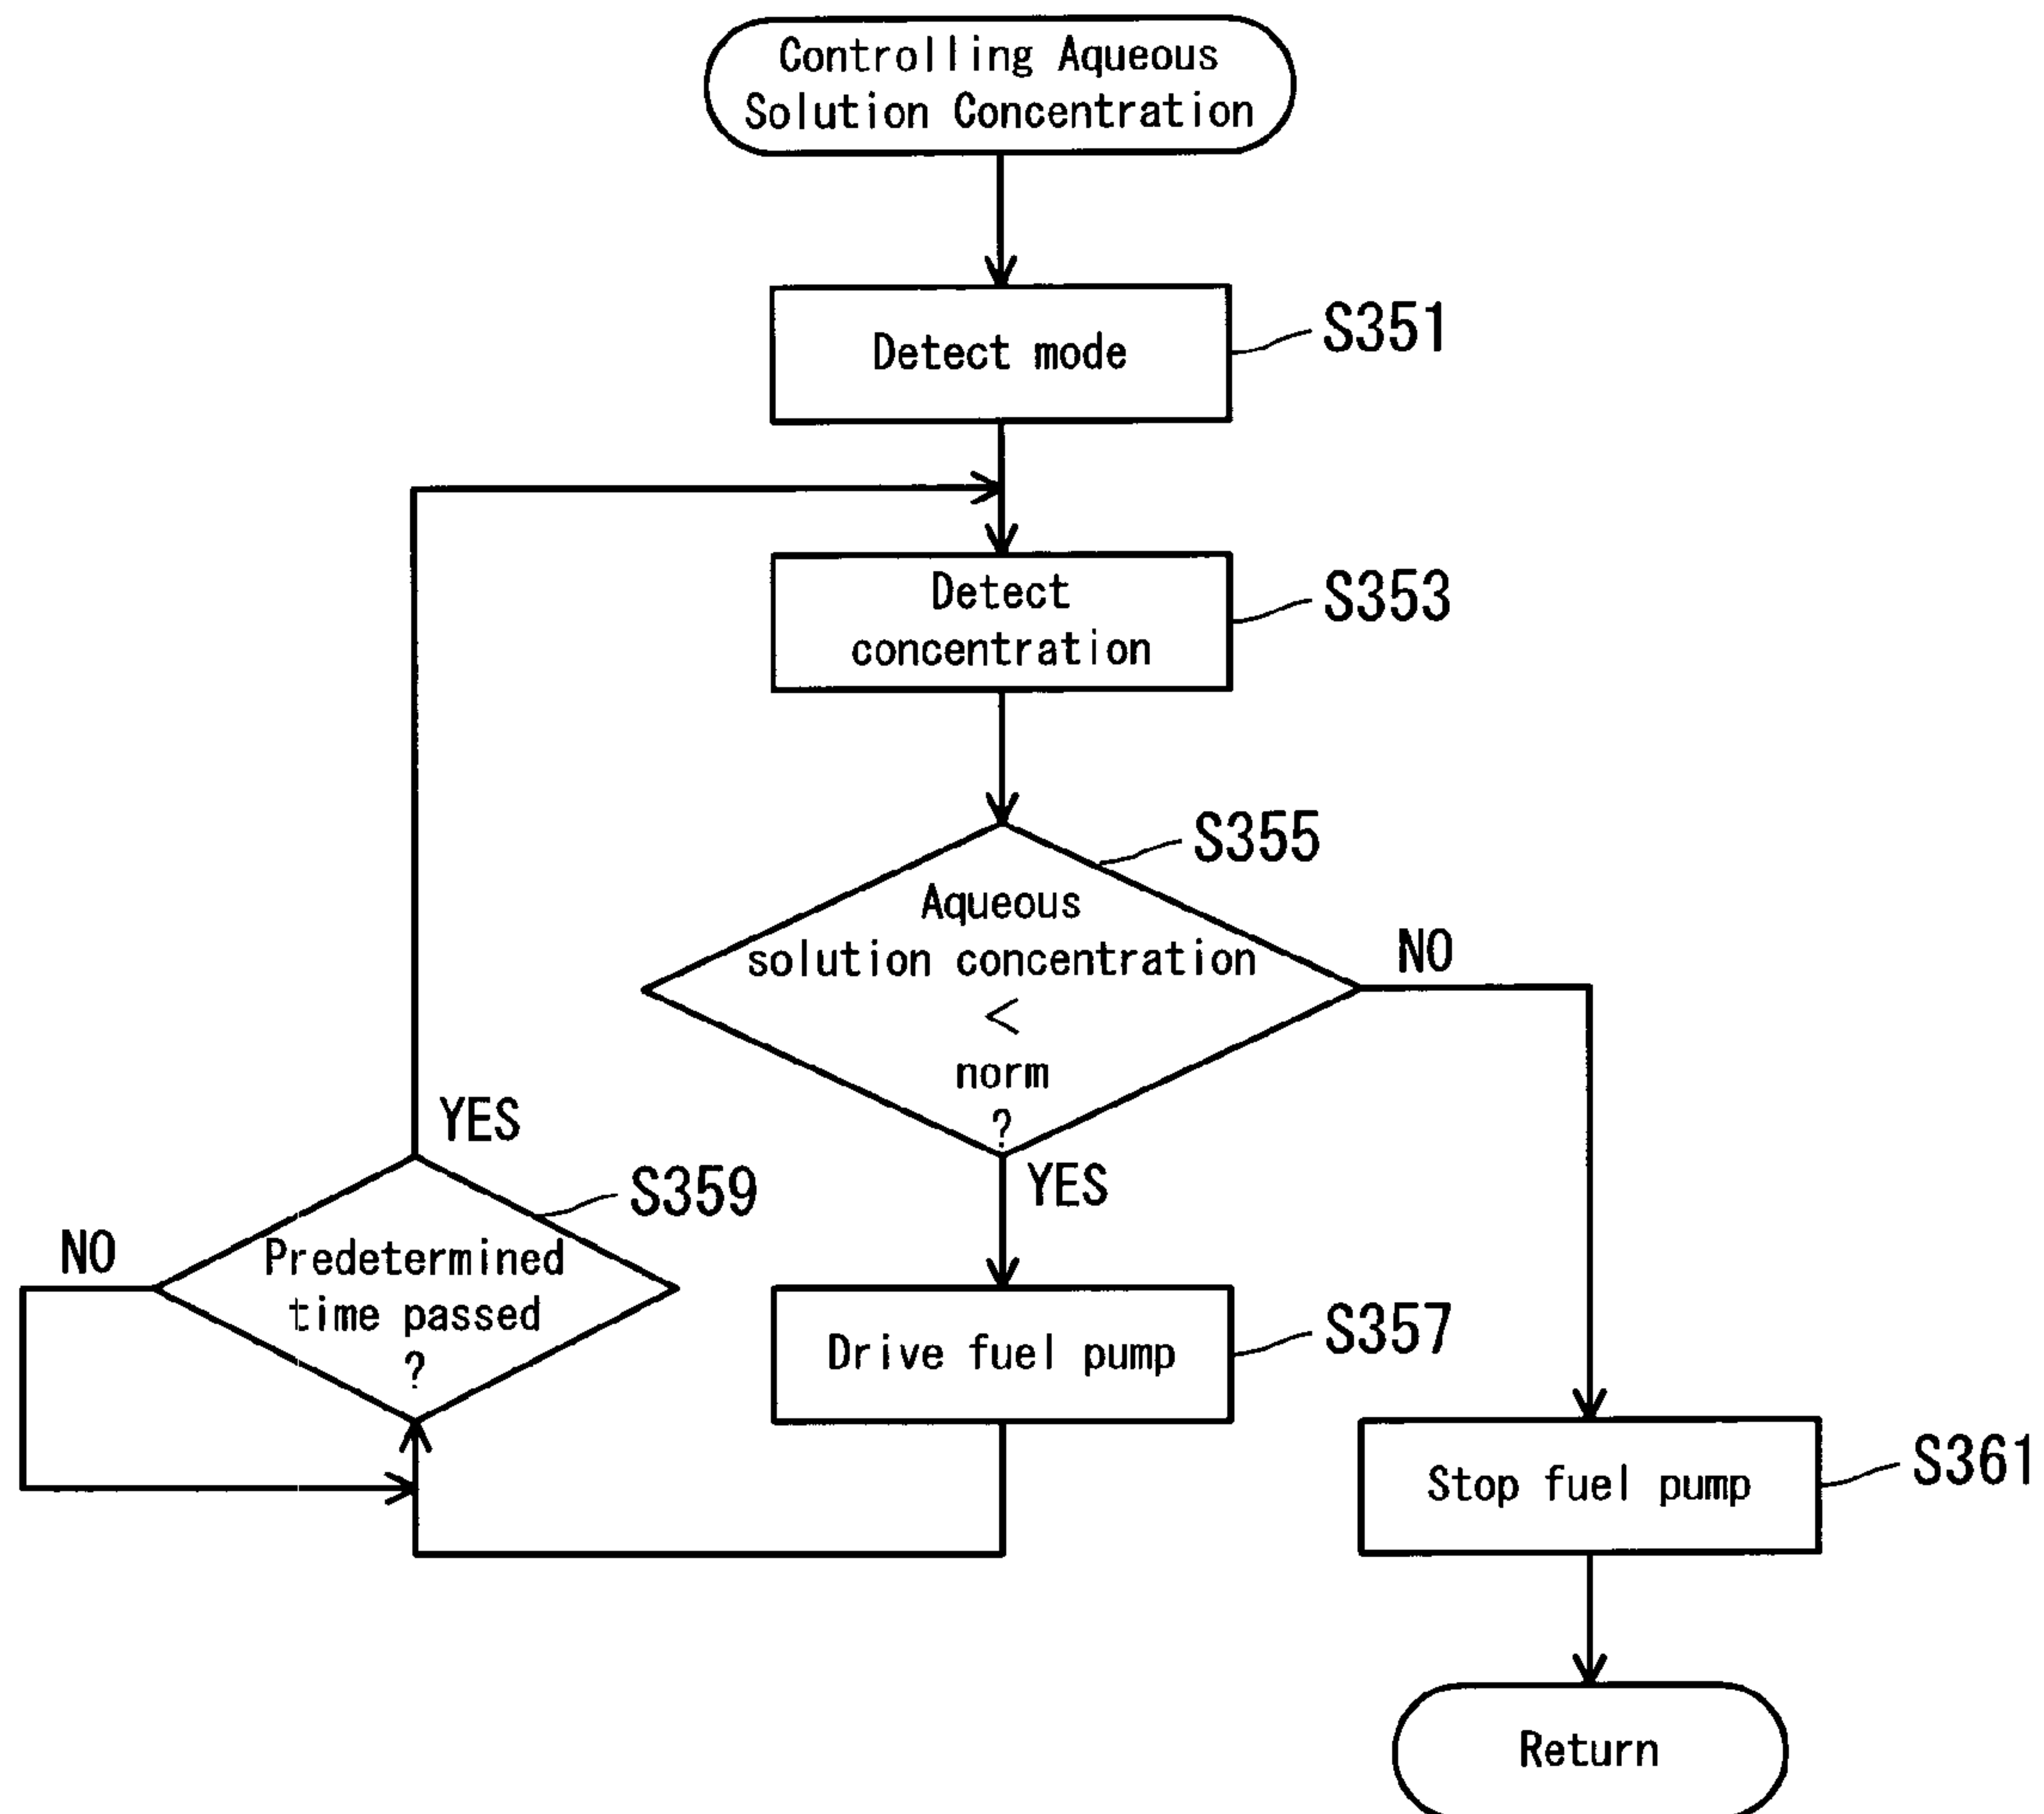 Controlling Aqueous
Solution Concentration
Detect mode
S351
Detect
concentration
S353
S355
Aqueous
solution concentration
<
norm
?
NO
YES
YES
S359
NO
Predetermined
time passed
?
Drive fuel pump
S357
Stop fuel pump
S361
Return